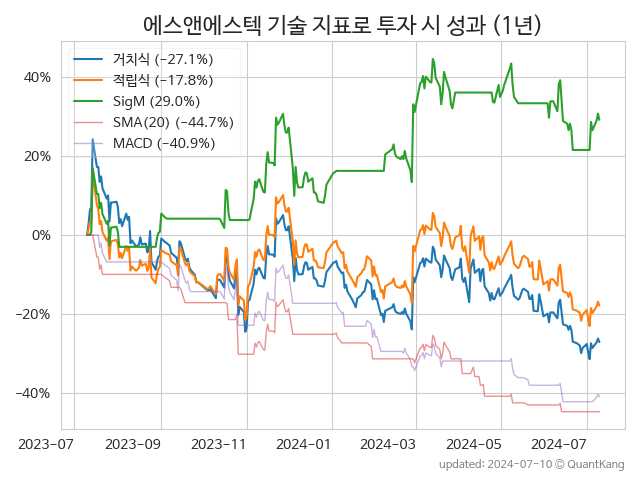 에스앤에스텍 기술 지표로 투자 시 성과 (1년)
거치식 (−27.1%)
적립식 (−17.8%)
SigM (29.0%)
SMA(20) (−44.7%)
MACD (−40.9%)
40%
20%
0%
−20%
−40%
2023-07 2023-09 2023-11 2024-01 2024-03 2024-05 2024-07
updated: 2024-07-10 © QuantKang